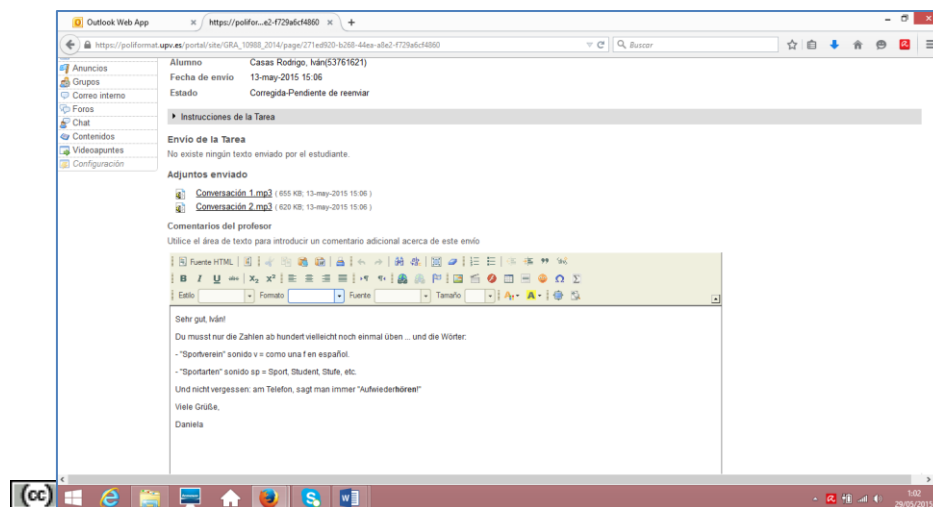 Outlook Web App
https://polifor...e2-f729a6cf4860
https://poliformat.upv.es/portal/site/GRA_10988_2014/page/271ed920-b268-44ea-a8e2-f729a6cf4860
Buscar
Anuncios
Grupos
Correo interno
Foros
Chat
Contenidos
Videoapuntes
Configuración
Alumno Casas Rodrigo, Iván(53761621)
Fecha de envío 13-may-2015 15:06
Estado Corregida-Pendiente de reenviar
Instrucciones de la Tarea
Envío de la Tarea
No existe ningún texto enviado por el estudiante.
Adjuntos enviado
Conversación 1.mp3 ( 655 KB; 13-may-2015 15:06 )
Conversación 2.mp3 ( 620 KB; 13-may-2015 15:06 )
Comentarios del profesor
Utilice el área de texto para introducir un comentario adicional acerca de este envío
Fuente HTML
B I U abc X₂ X²
Estilo Formato Fuente Tamaño
Sehr gut, Iván!
Du musst nur die Zahlen ab hundert vielleicht noch einmal üben ... und die Wörter:
- "Sportverein" sonido v = como una f en español.
- "Sportarten" sonido sp = Sport, Student, Stufe, etc.
Und nicht vergessen: am Telefon, sagt man immer "Aufwiederhören!"
Viele Grüße,
Daniela
(cc)
1:02
29/05/2015